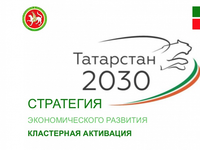 Татарстан
2030
СТРАТЕГИЯ
ЭКОНОМИЧЕСКОГО РАЗВИТИЯ
КЛАСТЕРНАЯ АКТИВАЦИЯ